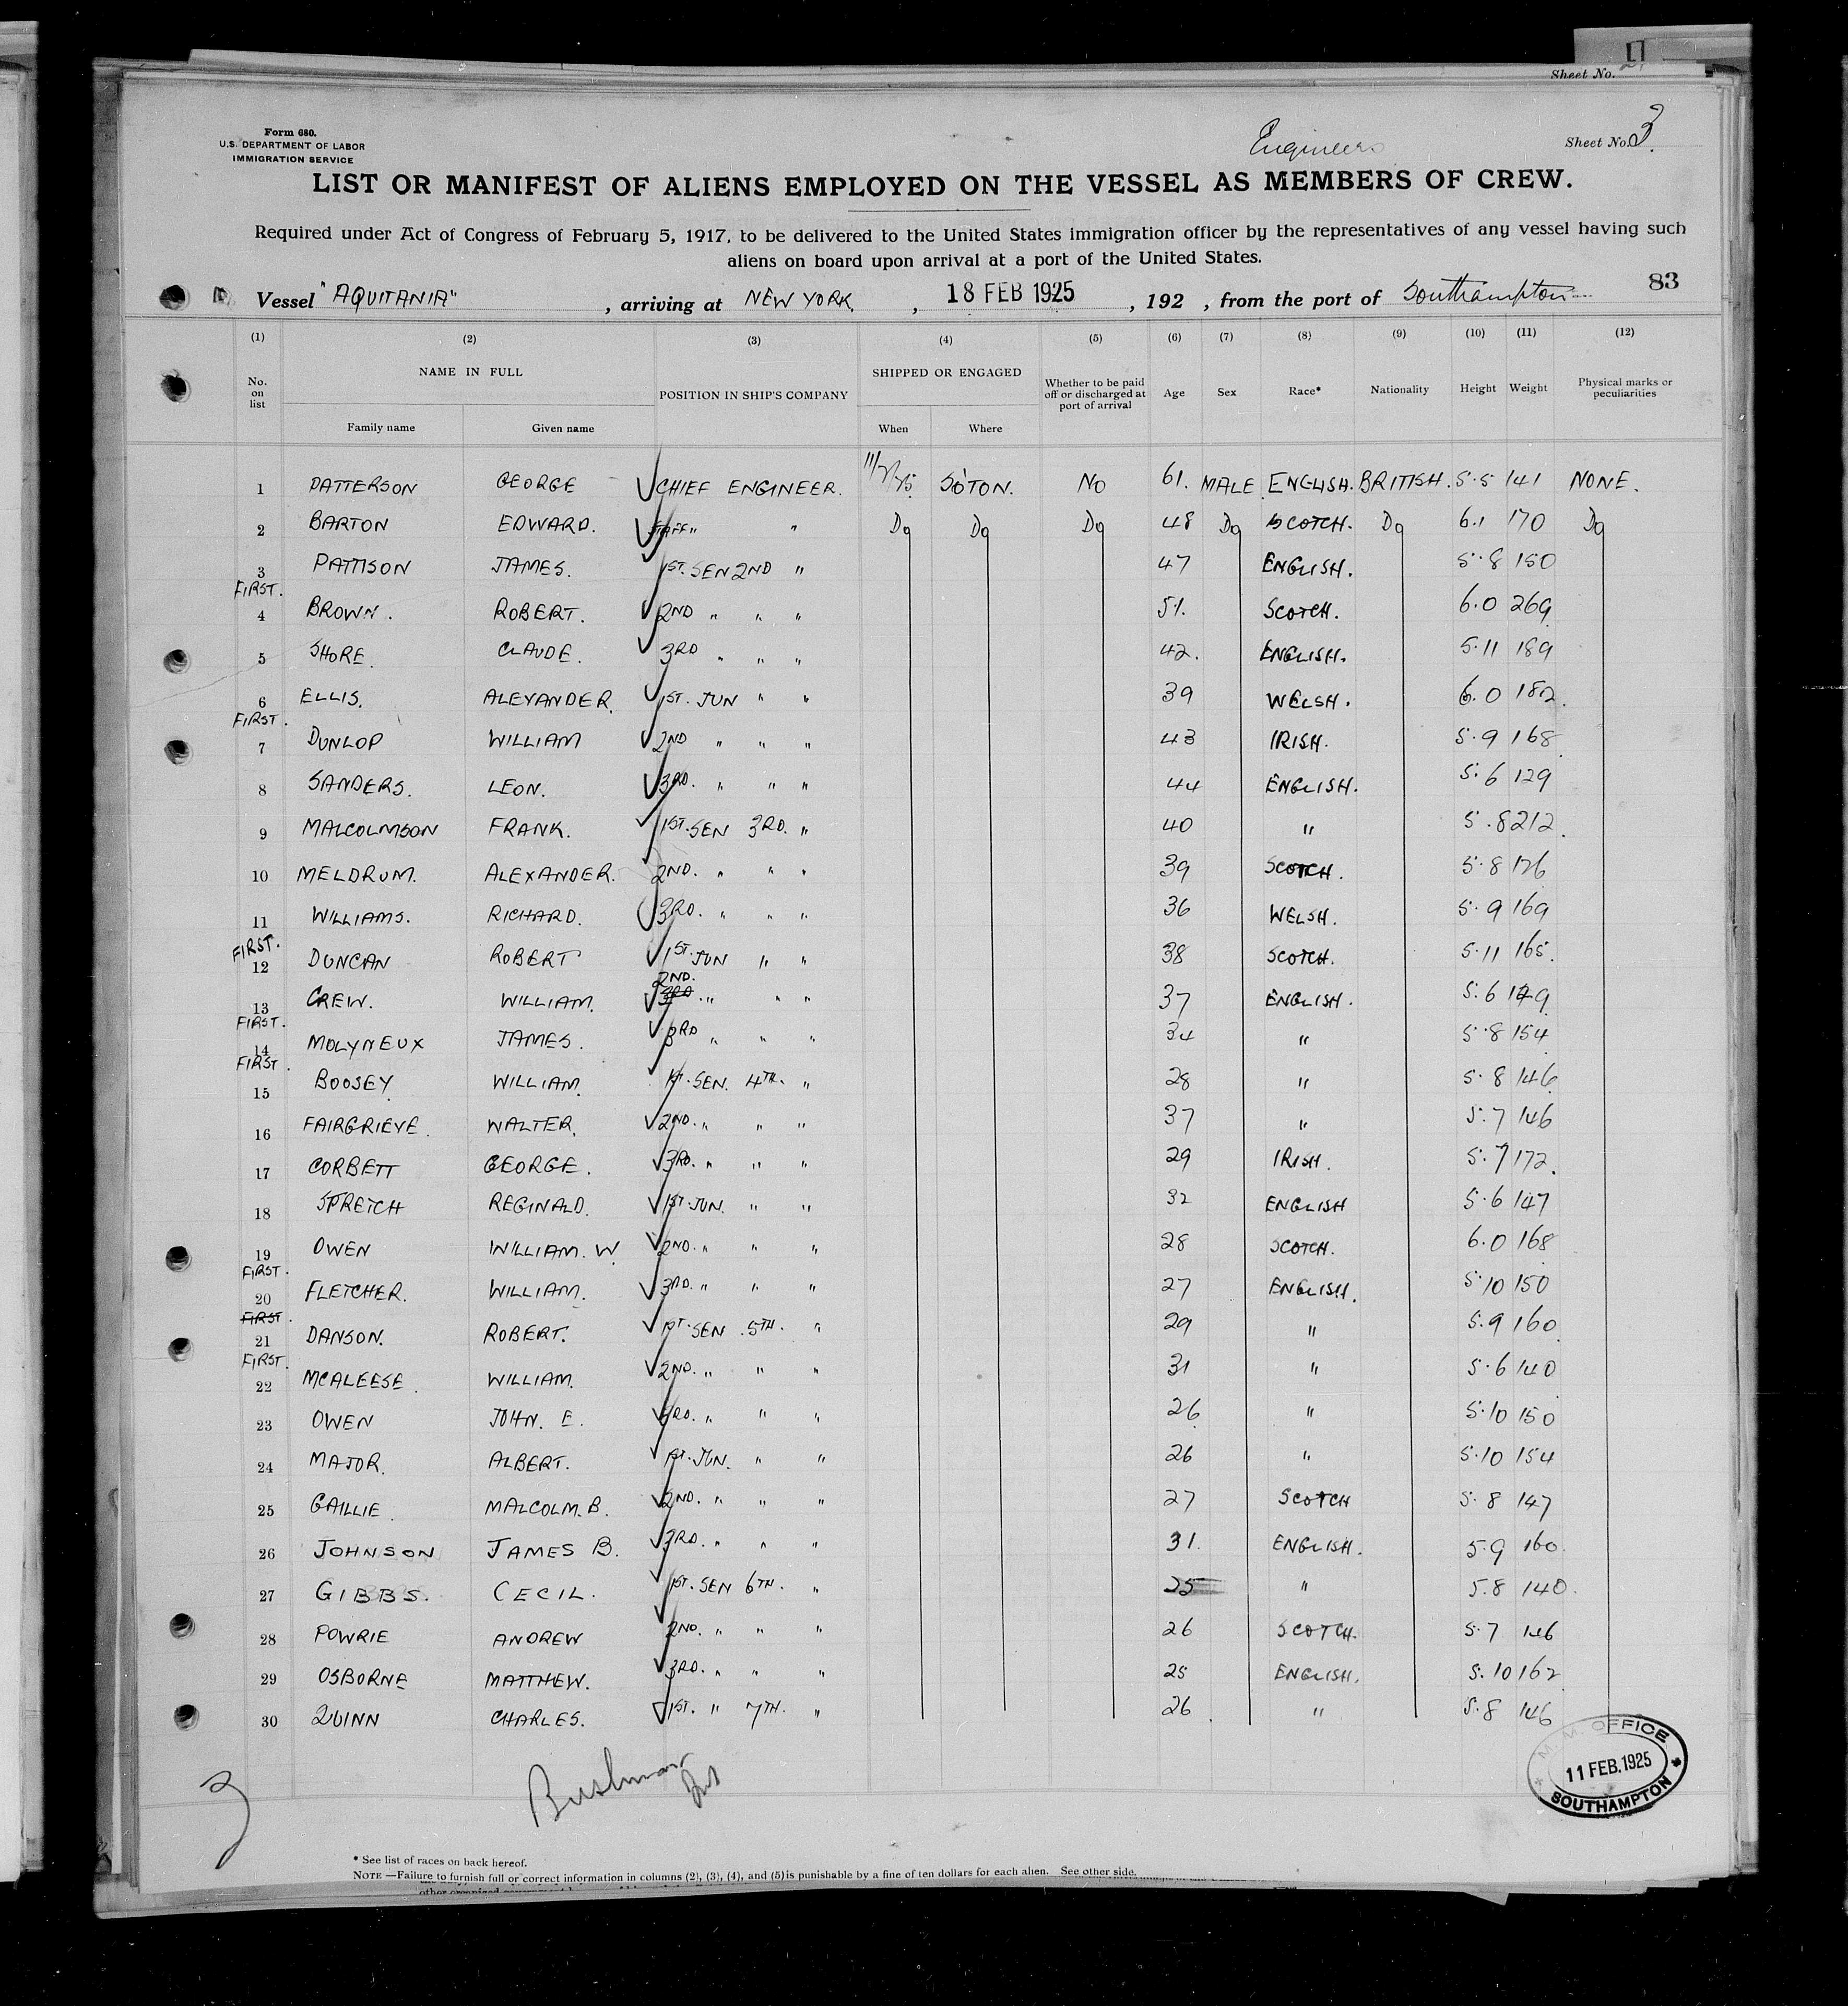 Sheet No. 2.
Form 680.
U.S. DEPARTMENT OF LABOR
IMMIGRATION SERVICE
Engineers
Sheet No. 3.
LIST OR MANIFEST OF ALIENS EMPLOYED ON THE VESSEL AS MEMBERS OF CREW.
Required under Act of Congress of February 5, 1917, to be delivered to the United States immigration officer by the representatives of any vessel having such
aliens on board upon arrival at a port of the United States.
83
Vessel "AQUITANIA", arriving at NEW YORK, 18 FEB 1925, 192 , from the port of Southampton
(1) (2) (3) (4) (5) (6) (7) (8) (9) (10) (11) (12)
No. on list NAME IN FULL Family name Given name POSITION IN SHIP'S COMPANY SHIPPED OR ENGAGED When Where Whether to be paid off or discharged at port of arrival Age Sex Race* Nationality Height Weight Physical marks or peculiarities
1 PATTERSON GEORGE CHIEF ENGINEER. 11/2/25 SOTON. NO 61. MALE. ENGLISH. BRITISH. 5.5 141 NONE.
2 BARTON EDWARD. STAFF " " Do Do Do 48 Do SCOTCH. Do 6.1 170 Do
3 PATTISON JAMES. 1ST. SEN 2ND " 47 ENGLISH. 5.8 150
FIRST.
4 BROWN. ROBERT. 2ND " " " 51. SCOTCH. 6.0 269
5 SHORE. CLAUDE. 3RD " " " 42. ENGLISH. 5.11 189
6 ELLIS. ALEXANDER. 1ST. JUN " " 39 WELSH. 6.0 182.
FIRST.
7 DUNLOP WILLIAM 2ND " " " 43 IRISH. 5.9 168
8 SANDERS. LEON. 3RD. " " " 44 ENGLISH. 5.6 129
9 MALCOLMSON FRANK. 1ST. SEN 3RD. " 40 " 5.8 212.
10 MELDRUM. ALEXANDER. 2ND. " " " 39 SCOTCH. 5.8 126
11 WILLIAMS. RICHARD. 3RD. " " " 36 WELSH. 5.9 169
FIRST.
12 DUNCAN ROBERT 1ST. JUN " " 38 SCOTCH. 5.11 165.
2ND.
13 CREW. WILLIAM. 3RD " " " 37 ENGLISH. 5.6
FIRST.
14 MOLYNEUX JAMES. 3RD " " " 34 " 5.8 154
FIRST.
15 BOOSEY WILLIAM. 1ST. SEN. 4TH. " 28 " 5.8 146
16 FAIRGRIEVE. WALTER. 2ND. " " " 37 " 5.7 146
17 CORBETT GEORGE. 3RD. " " " 29 IRISH. 5.7 172.
18 SPRETCH REGINALD. 1ST. JUN. " " 32 ENGLISH 5.6 147
19 OWEN WILLIAM. W. 2ND. " " " 28 SCOTCH. 6.0 168
FIRST.
20 FLETCHER. WILLIAM. 3RD. " " " 27 ENGLISH. 5.10 150
FIRST.
21 DANSON. ROBERT. 1ST. SEN. 5TH. " 29 " 5.9 160
FIRST.
22 MCALEESE. WILLIAM. 2ND. " " " 31 " 5.6 140
23 OWEN JOHN. E. 3RD. " " " 26 " 5.10 150
24 MAJOR. ALBERT. 1ST. JUN. " " 26 " 5.10 154
25 GAILLIE. MALCOLM. B. 2ND. " " " 27 SCOTCH 5.8 147
26 JOHNSON JAMES B. 3RD. " " " 31. ENGLISH. 5.9 160.
27 GIBBS. CECIL. 1ST. SEN 6TH. " 25 " 5.8 140.
28 POWRIE ANDREW 2ND. " " " 26 SCOTCH. 5.7 146
29 OSBORNE MATTHEW. 3RD. " " " 25 ENGLISH. 5.10 162
30 QUINN CHARLES. 1ST. " 7TH. " 26 " 5.8 146
M. M. OFFICE
11 FEB. 1925
SOUTHAMPTON
3
* See list of races on back hereof.
NOTE.—Failure to furnish full or correct information in columns (2), (3), (4), and (5) is punishable by a fine of ten dollars for each alien. See other side.